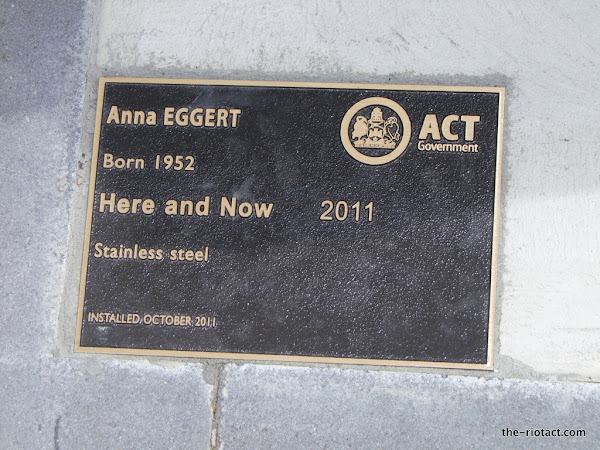 Anna EGGERT
ACT
Government
Born 1952
Here and Now 2011
Stainless steel
INSTALLED OCTOBER 2011
the-riotact.com